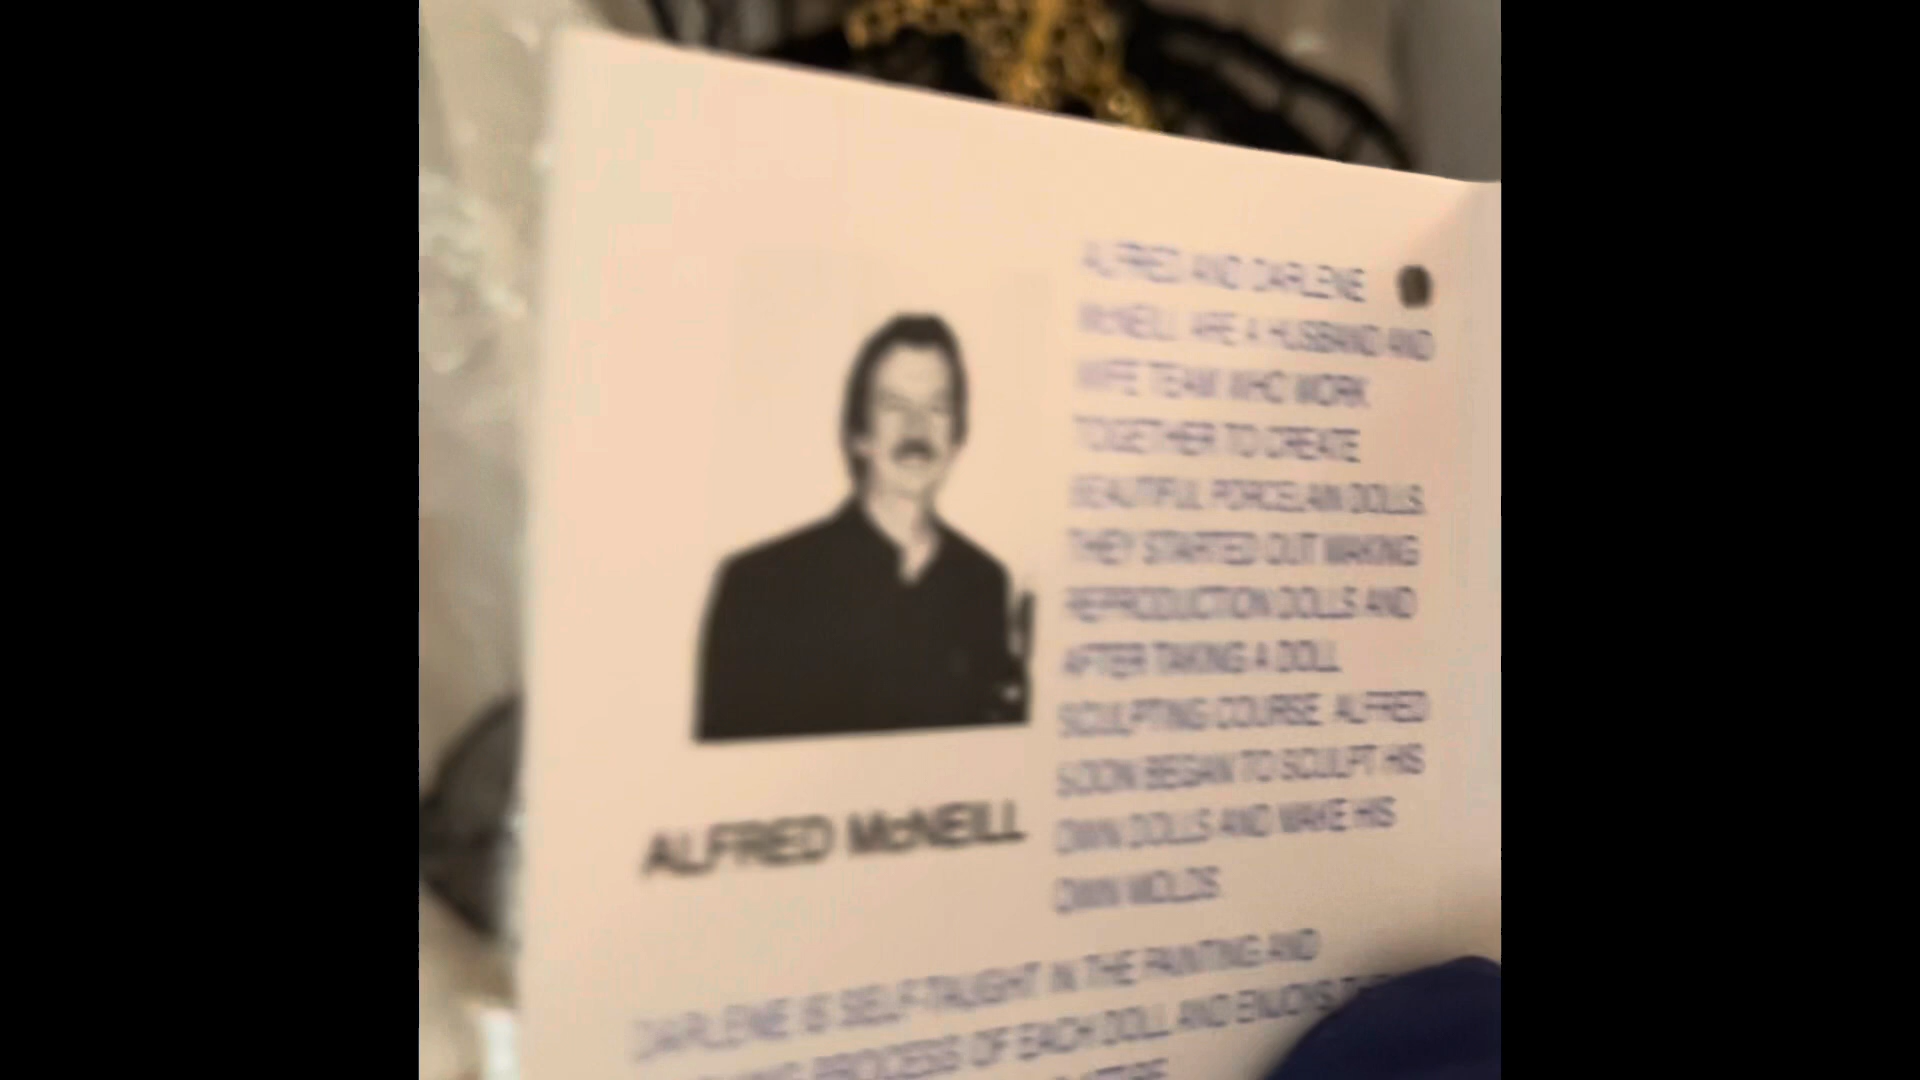 ALFRED AND DARLENE
McNEILL ARE A HUSBAND AND
WIFE TEAM WHO WORK
TOGETHER TO CREATE
BEAUTIFUL PORCELAIN DOLLS.
THEY STARTED OUT MAKING
REPRODUCTION DOLLS AND
AFTER TAKING A DOLL
SCULPTING COURSE, ALFRED
SOON BEGAN TO SCULPT HIS
OWN DOLLS AND MAKE HIS
OWN MOLDS.
ALFRED McNEILL
DARLENE IS SELF-TAUGHT IN THE PAINTING AND
PROCESS OF EACH DOLL AND ENJOYS